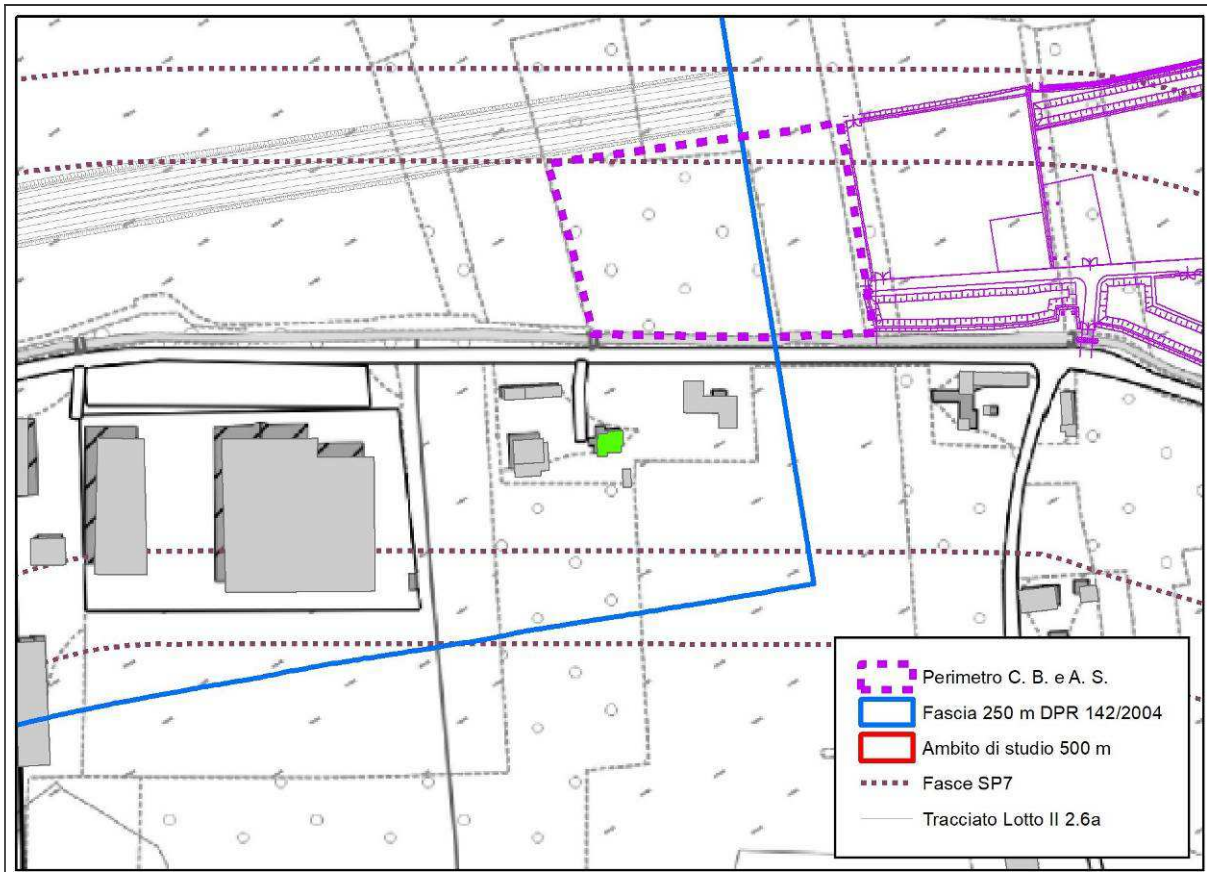 Perimetro C. B. e A. S.
Fascia 250 m DPR 142/2004
Ambito di studio 500 m
Fasce SP7
Tracciato Lotto II 2.6a